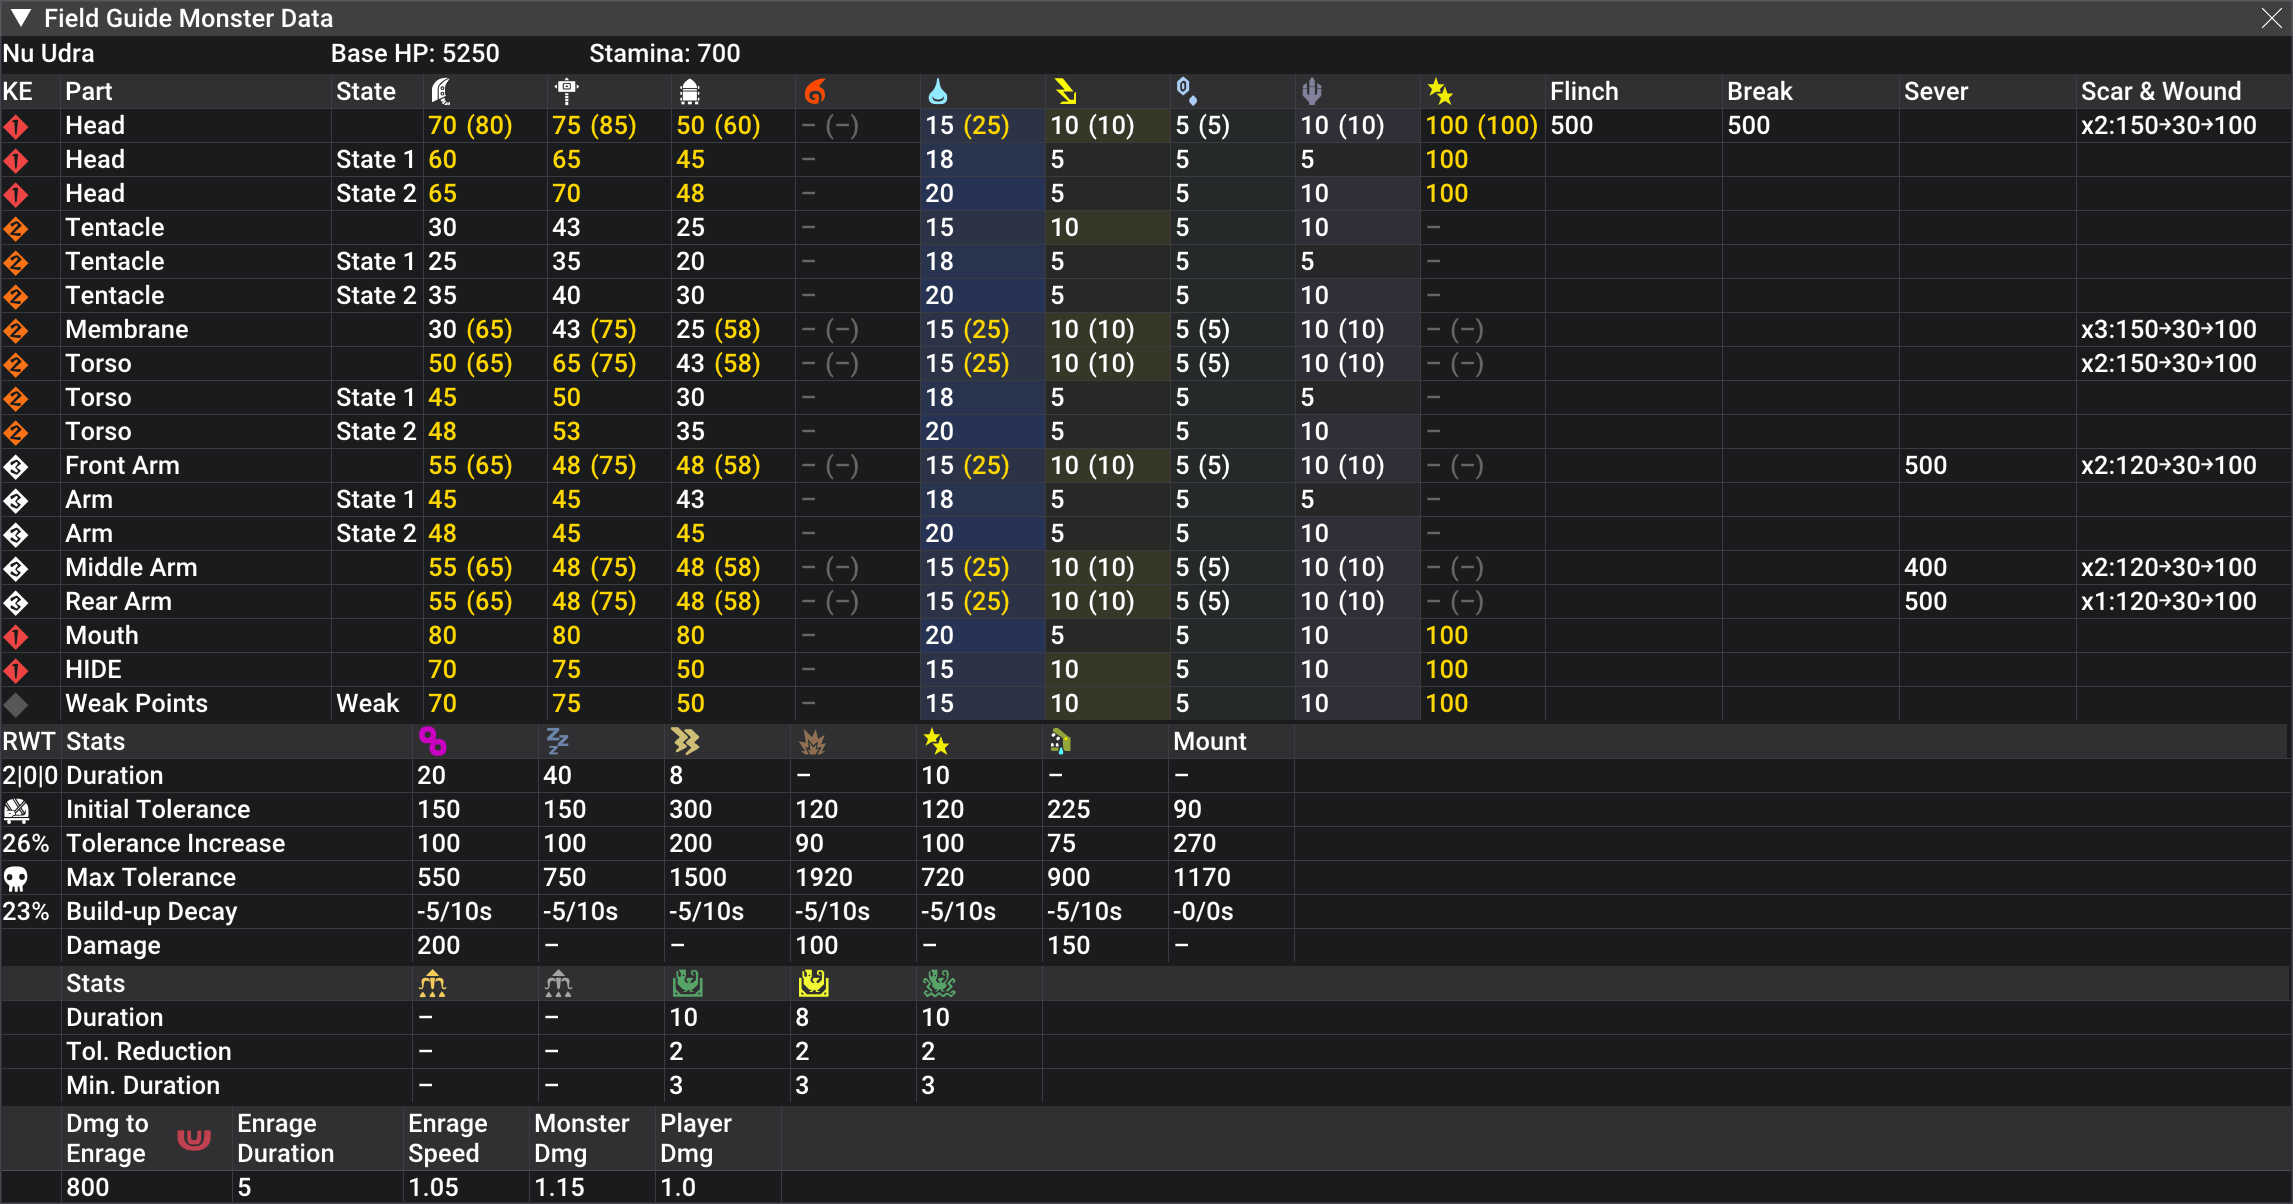 Field Guide Monster Data
Nu Udra Base HP: 5250 Stamina: 700
KE Part State Flinch Break Sever Scar & Wound
1 Head 70 (80) 75 (85) 50 (60) – (–) 15 (25) 10 (10) 5 (5) 10 (10) 100 (100) 500 500 x2:150→30→100
1 Head State 1 60 65 45 – 18 5 5 5 100
1 Head State 2 65 70 48 – 20 5 5 10 100
2 Tentacle 30 43 25 – 15 10 5 10 –
2 Tentacle State 1 25 35 20 – 18 5 5 5 –
2 Tentacle State 2 35 40 30 – 20 5 5 10 –
2 Membrane 30 (65) 43 (75) 25 (58) – (–) 15 (25) 10 (10) 5 (5) 10 (10) – (–) x3:150→30→100
2 Torso 50 (65) 65 (75) 43 (58) – (–) 15 (25) 10 (10) 5 (5) 10 (10) – (–) x2:150→30→100
2 Torso State 1 45 50 30 – 18 5 5 5 –
2 Torso State 2 48 53 35 – 20 5 5 10 –
3 Front Arm 55 (65) 48 (75) 48 (58) – (–) 15 (25) 10 (10) 5 (5) 10 (10) – (–) 500 x2:120→30→100
3 Arm State 1 45 45 43 – 18 5 5 5 –
3 Arm State 2 48 45 45 – 20 5 5 10 –
3 Middle Arm 55 (65) 48 (75) 48 (58) – (–) 15 (25) 10 (10) 5 (5) 10 (10) – (–) 400 x2:120→30→100
3 Rear Arm 55 (65) 48 (75) 48 (58) – (–) 15 (25) 10 (10) 5 (5) 10 (10) – (–) 500 x1:120→30→100
1 Mouth 80 80 80 – 20 5 5 10 100
1 HIDE 70 75 50 – 15 10 5 10 100
Weak Points Weak 70 75 50 – 15 10 5 10 100
RWT Stats Mount
2|0|0 Duration 20 40 8 – 10 – –
Initial Tolerance 150 150 300 120 120 225 90
26% Tolerance Increase 100 100 200 90 100 75 270
Max Tolerance 550 750 1500 1920 720 900 1170
23% Build-up Decay -5/10s -5/10s -5/10s -5/10s -5/10s -5/10s -0/0s
Damage 200 – – 100 – 150 –
Stats
Duration – – 10 8 10
Tol. Reduction – – 2 2 2
Min. Duration – – 3 3 3
Dmg to Enrage Enrage Duration Enrage Speed Monster Dmg Player Dmg
800 5 1.05 1.15 1.0